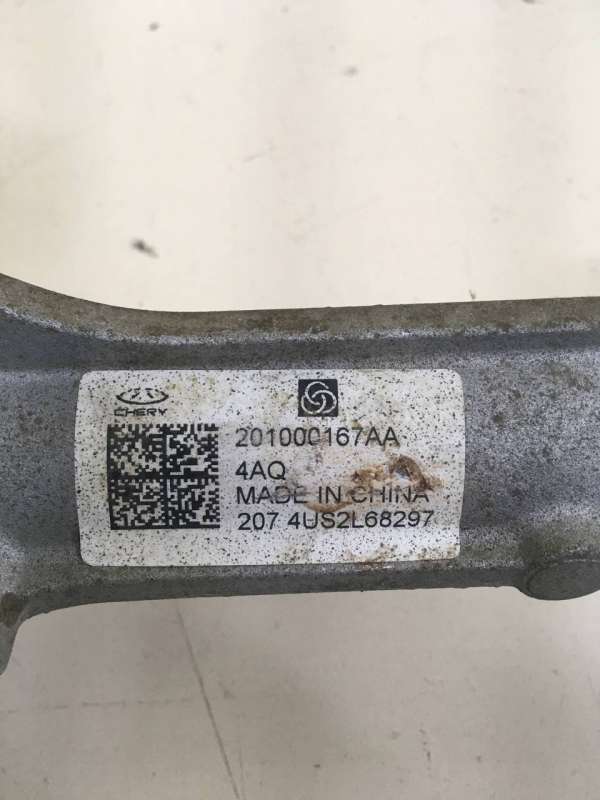 CHERY
201000167AA
4AQ
MADE IN CHINA
207 4US2L68297